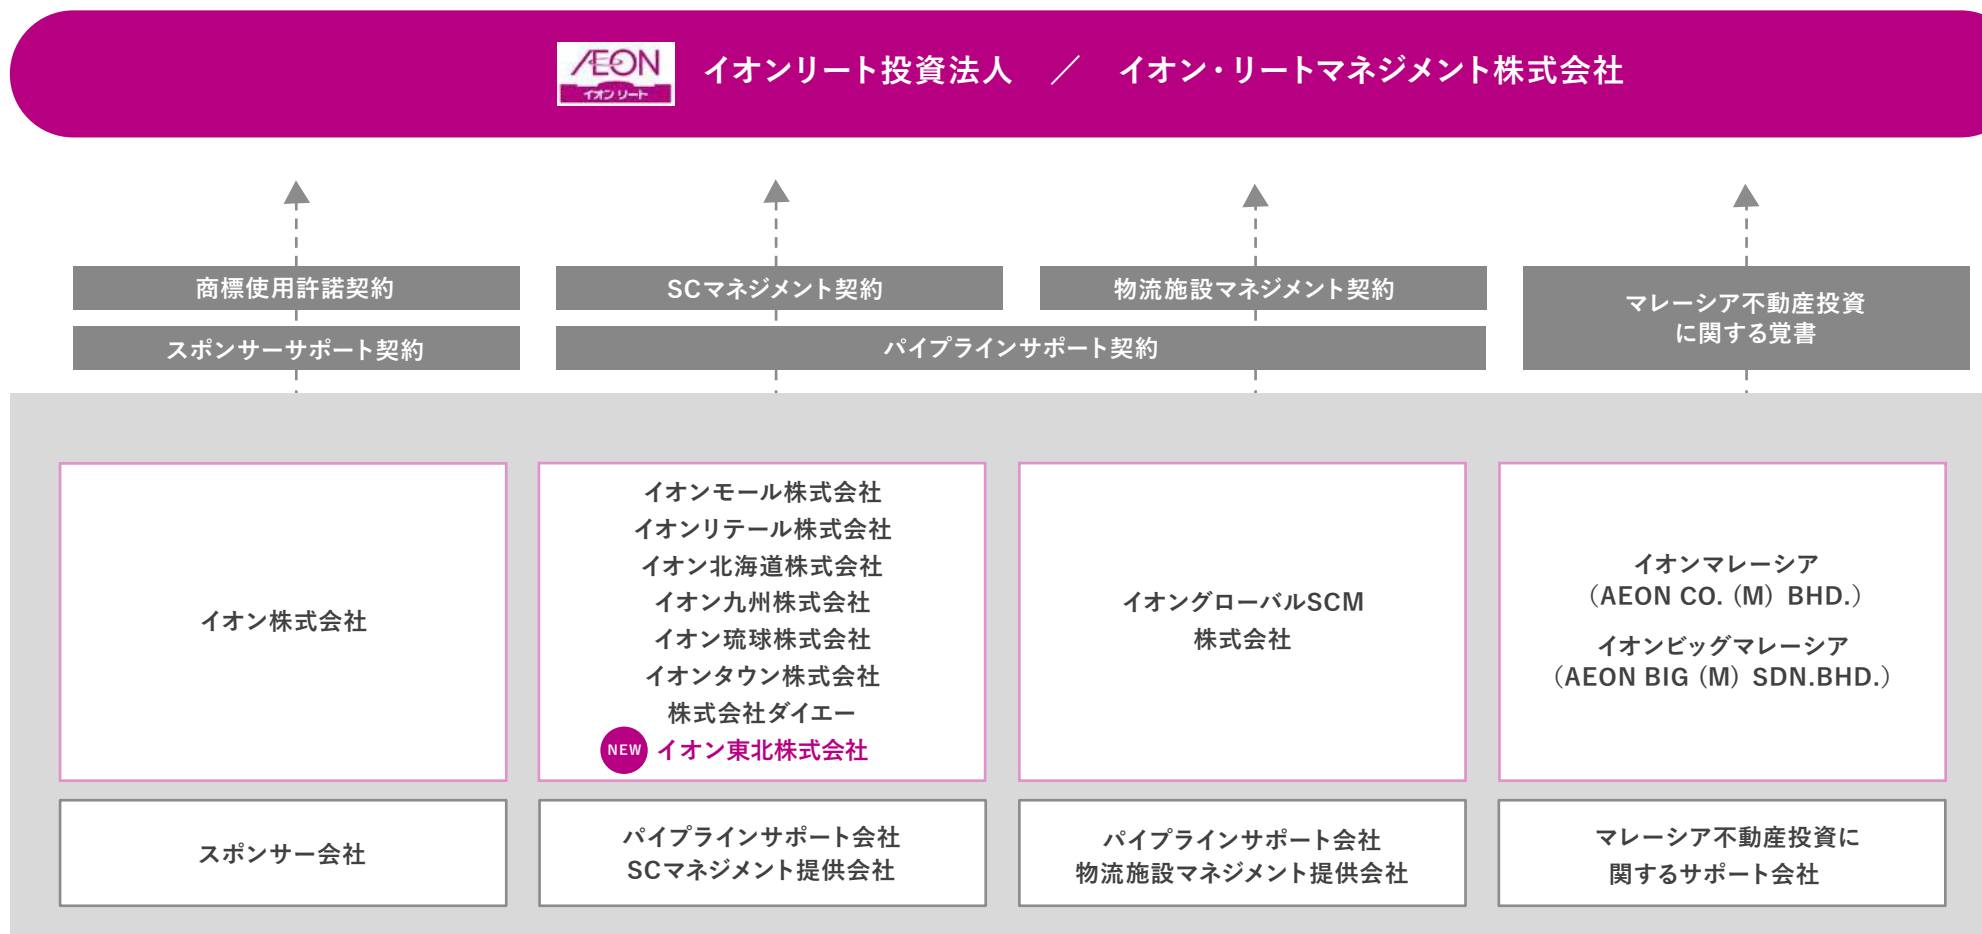 ÆON
イオン リート
イオンリート投資法人 ／ イオン・リートマネジメント株式会社
商標使用許諾契約
スポンサーサポート契約
SCマネジメント契約
物流施設マネジメント契約
パイプラインサポート契約
マレーシア不動産投資
に関する覚書
イオン株式会社
イオンモール株式会社
イオンリテール株式会社
イオン北海道株式会社
イオン九州株式会社
イオン琉球株式会社
イオンタウン株式会社
株式会社ダイエー
NEW イオン東北株式会社
イオングローバルSCM
株式会社
イオンマレーシア
（AEON CO.（M）BHD.）
イオンビッグマレーシア
（AEON BIG（M）SDN.BHD.）
スポンサー会社
パイプラインサポート会社
SCマネジメント提供会社
パイプラインサポート会社
物流施設マネジメント提供会社
マレーシア不動産投資に
関するサポート会社